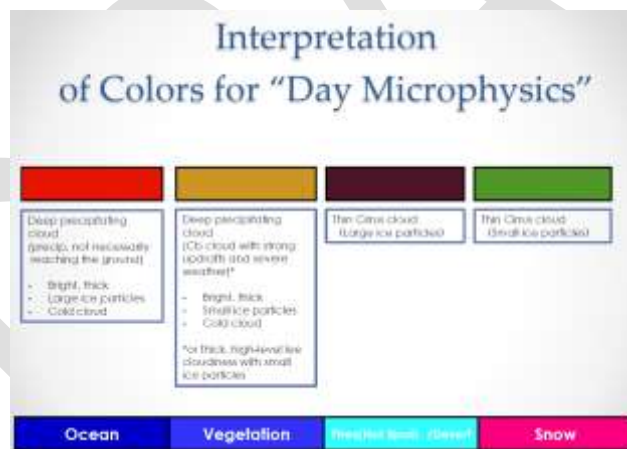 Interpretation
of Colors for “Day Microphysics”
Deep precipitating
cloud
(precip. not necessarily
reaching the ground)
- Bright, thick
- Large ice particles
- Cold cloud
Deep precipitating
cloud
(Cb cloud with strong
updrafts and severe
weather)*
- Bright, thick
- Small ice particles
- Cold cloud
*or thick, high-level lee
cloudiness with small
ice particles
Thin Cirrus cloud
(Large ice particles)
Thin Cirrus cloud
(Small ice particles)
Ocean
Vegetation
Snow